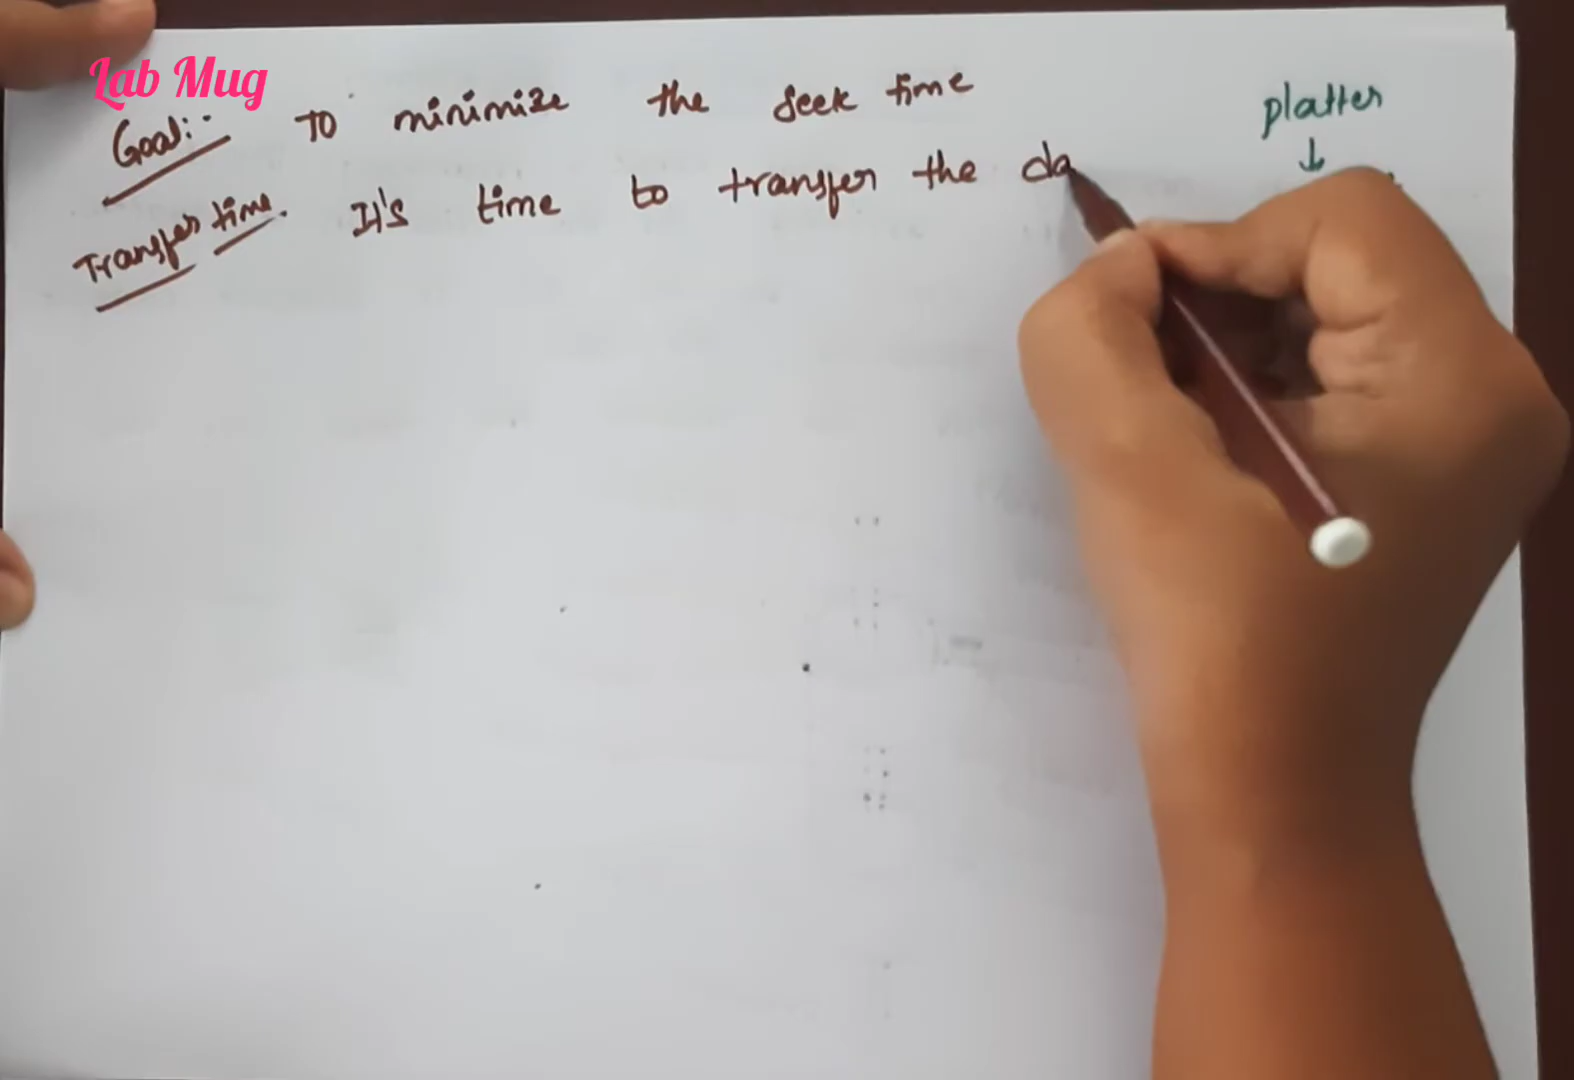 Lab Mug
Goal:- To minimize the seek time
platter
Transfer time. It's time to transfer the da